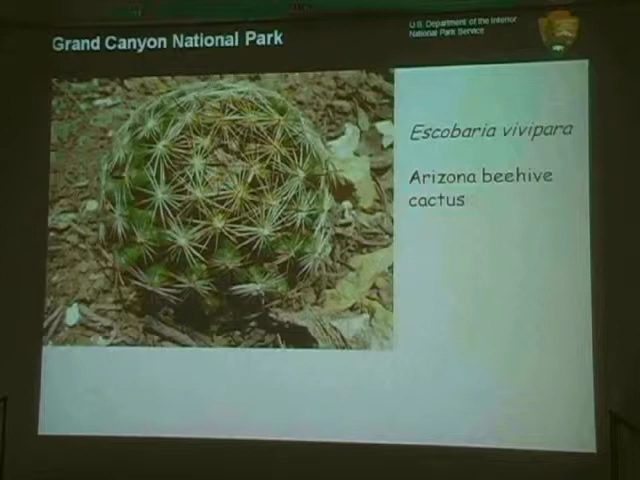 Grand Canyon National Park
U.S. Department of the Interior
National Park Service
Escobaria vivipara
Arizona beehive
cactus